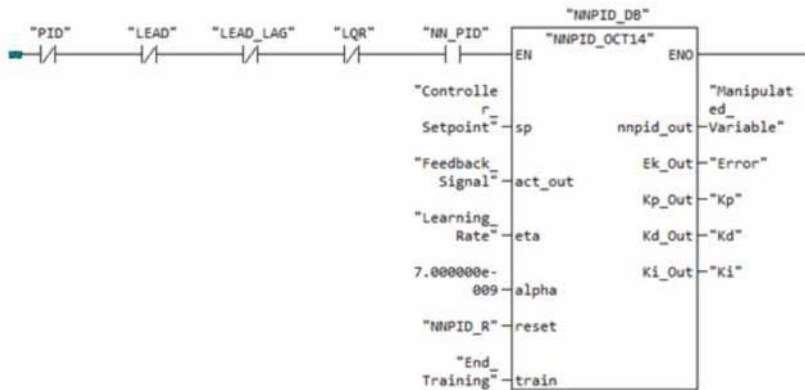 "NNPID_DB"
"PID" "LEAD" "LEAD_LAG" "LQR" "NN_PID" "NNPID_OCT14"
EN ENO
"Controlle
r_
Setpoint" sp
"Manipulat
ed_
nnpid_out Variable"
"Feedback_
Signal" act_out
Ek_Out "Error"
Kp_Out "Kp"
"Learning_
Rate" eta
Kd_Out "Kd"
7.000000e-
009 alpha
Ki_Out "Ki"
"NNPID_R" reset
"End_
Training" train